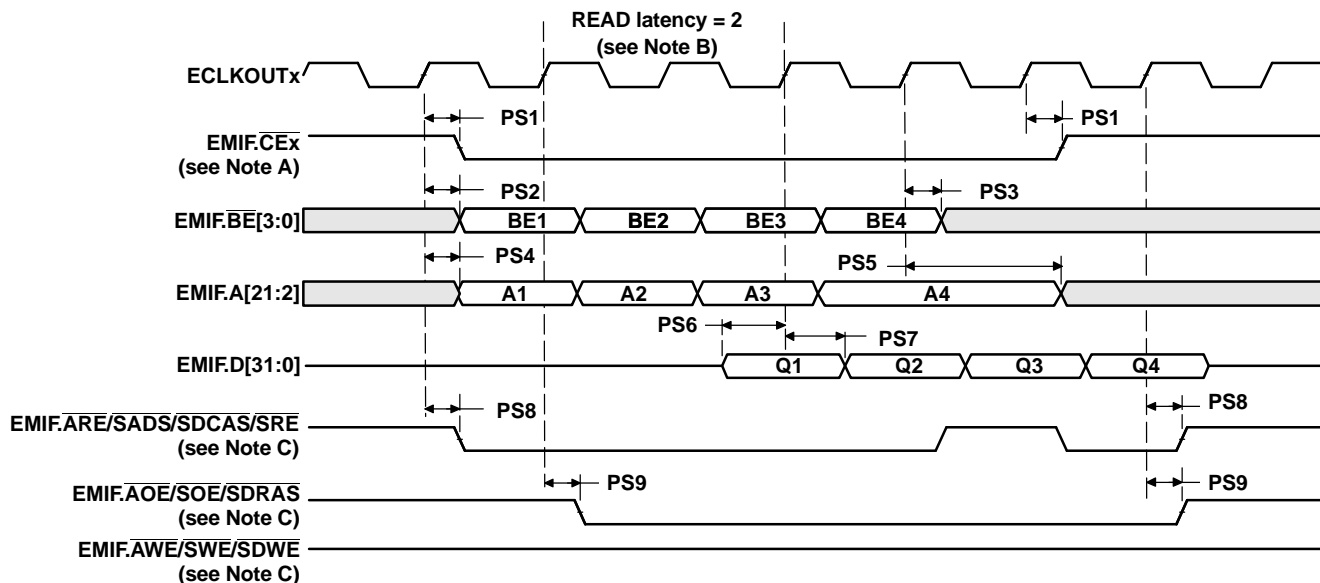 READ latency = 2
(see Note B)
ECLKOUTx
PS1
PS1
EMIF.CEx
(see Note A)
PS2
PS3
EMIF.BE[3:0]
BE1
BE2
BE3
BE4
PS4
PS5
EMIF.A[21:2]
A1
A2
A3
A4
PS6
PS7
EMIF.D[31:0]
Q1
Q2
Q3
Q4
PS8
PS8
EMIF.ARE/SADS/SDCAS/SRE
(see Note C)
PS9
PS9
EMIF.AOE/SOE/SDRAS
(see Note C)
EMIF.AWE/SWE/SDWE
(see Note C)